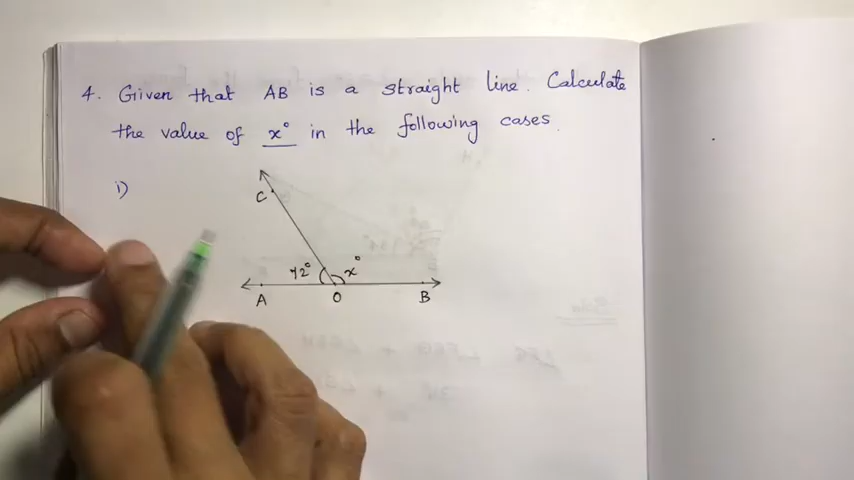 4. Given that AB is a straight line. Calculate
the value of x° in the following cases.
i)
C
72° x°
A O B